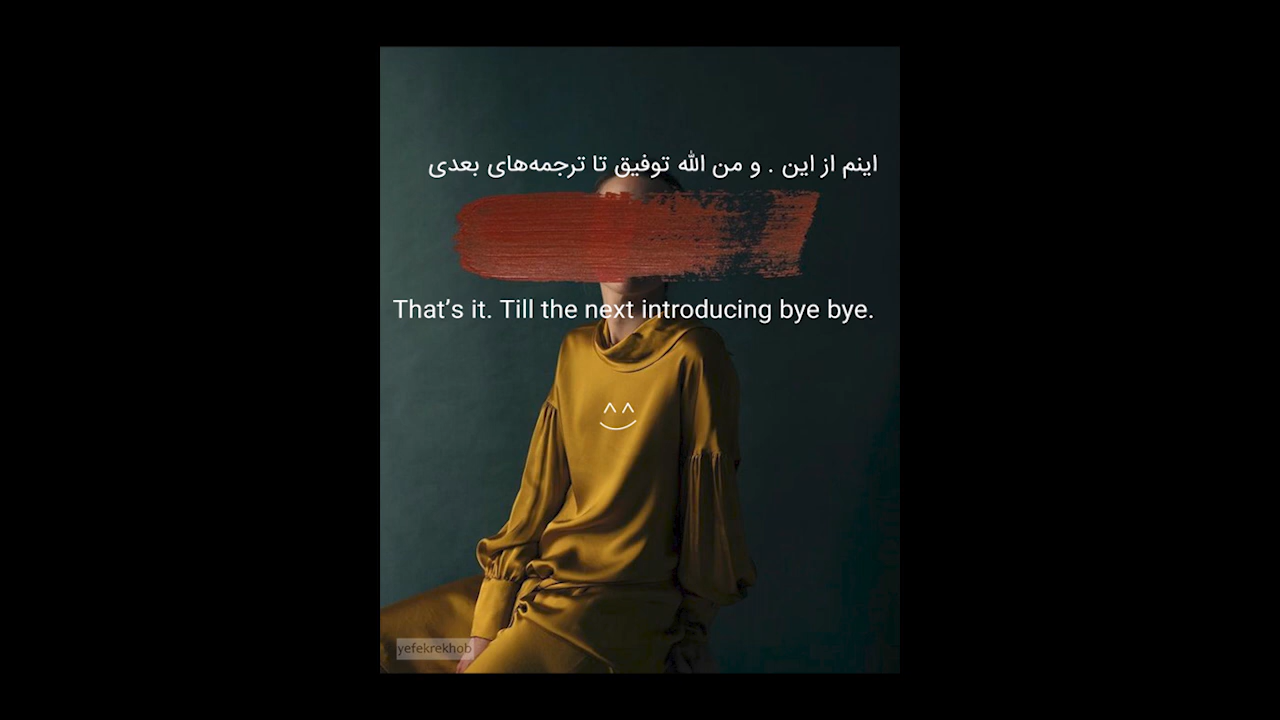 اینم از این . و من الله توفیق تا ترجمه‌های بعدی
That’s it. Till the next introducing bye bye.
yefekrekhob